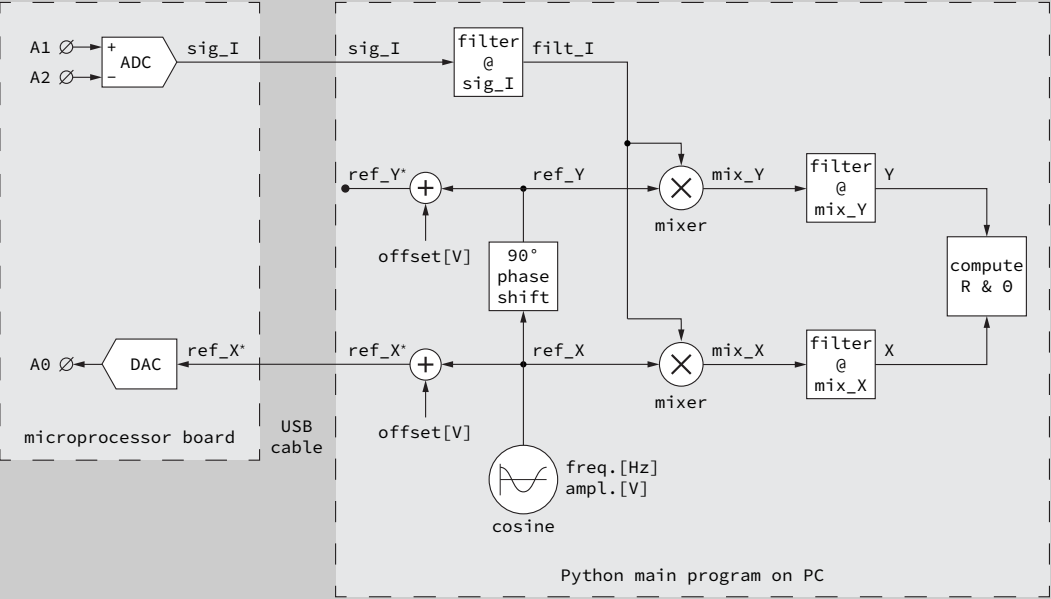 A1
+
ADC
sig_I
sig_I
filter
@
sig_I
filt_I
A2
−
ref_Y*
+
ref_Y
mix_Y
filter
@
mix_Y
Y
mixer
offset[V]
90°
phase
shift
compute
R & Θ
A0
DAC
ref_X*
ref_X*
+
ref_X
mix_X
filter
@
mix_X
X
mixer
offset[V]
microprocessor board
USB
cable
freq.[Hz]
ampl.[V]
cosine
Python main program on PC